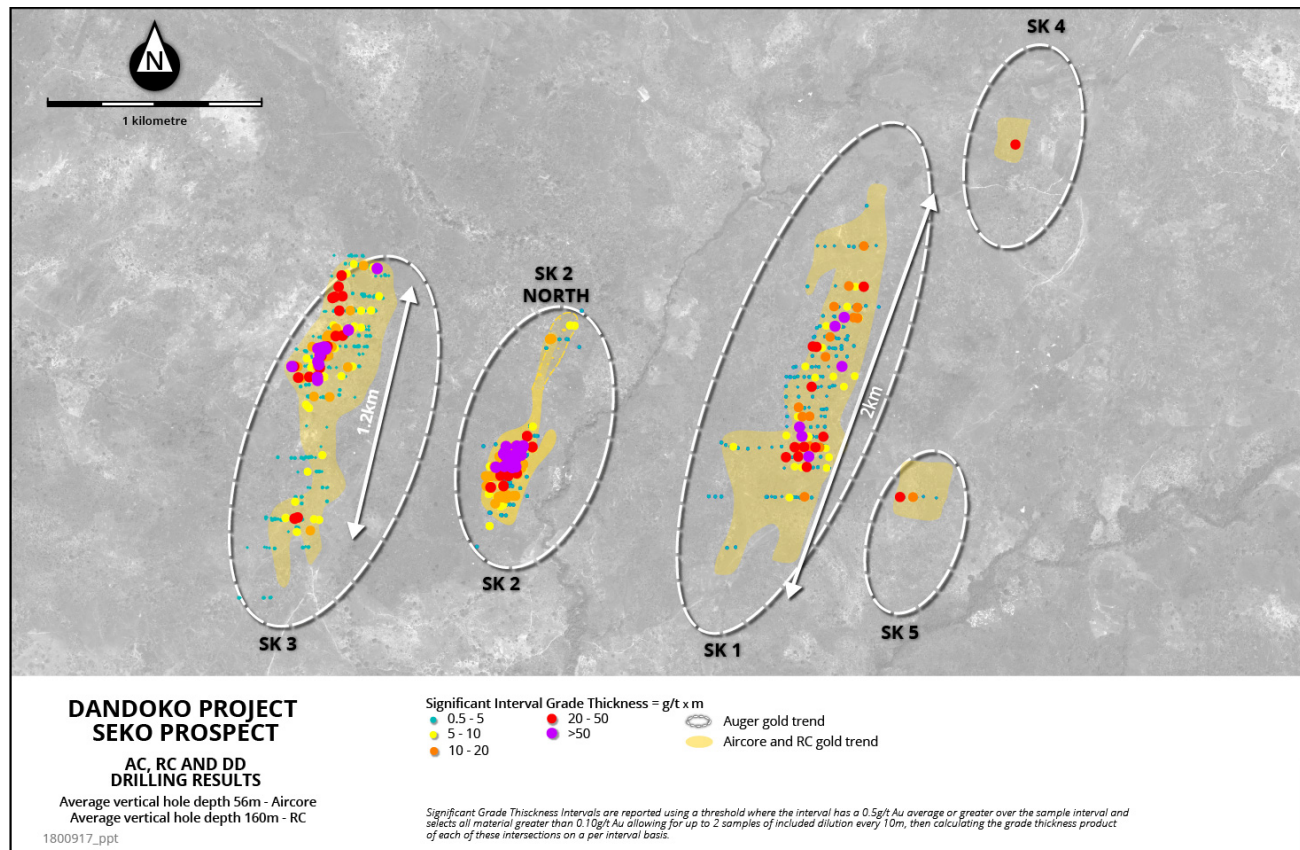 SK 4
N
1 kilometre
SK 2
NORTH
1.2km
2km
SK 2
SK 5
SK 3
SK 1
DANDOKO PROJECT
SEKO PROSPECT
AC, RC AND DD
DRILLING RESULTS
Average vertical hole depth 56m - Aircore
Average vertical hole depth 160m - RC
1800917_ppt
Significant Interval Grade Thickness = g/t x m
0.5 - 5
5 - 10
10 - 20
20 - 50
>50
Auger gold trend
Aircore and RC gold trend
Significant Grade Thisckness Intervals are reported using a threshold where the interval has a 0.5g/t Au average or greater over the sample interval and
selects all material greater than 0.10g/t Au allowing for up to 2 samples of included dilution every 10m, then calculating the grade thickness product
of each of these intersections on a per interval basis.